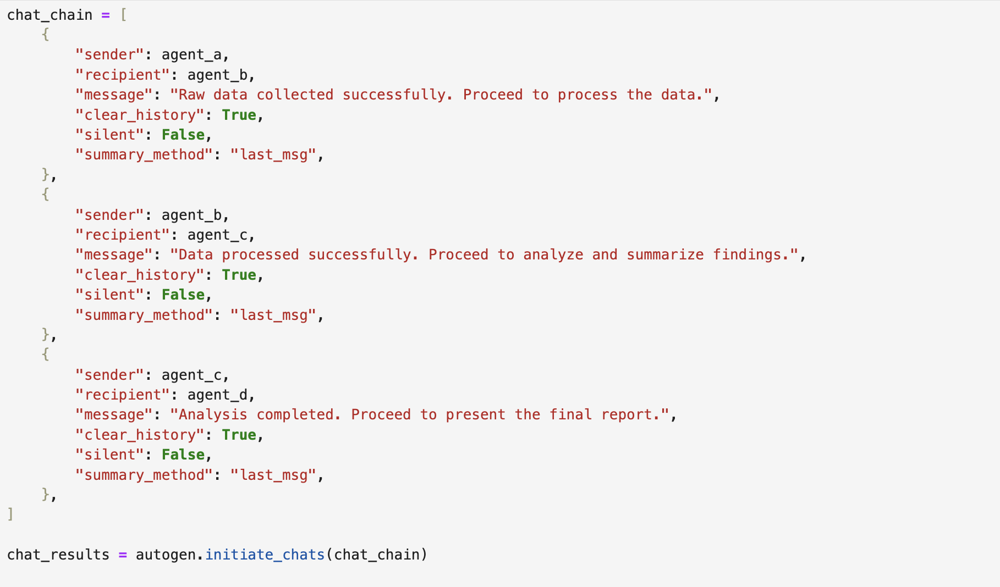 chat_chain = [
    {
        "sender": agent_a,
        "recipient": agent_b,
        "message": "Raw data collected successfully. Proceed to process the data.",
        "clear_history": True,
        "silent": False,
        "summary_method": "last_msg",
    },
    {
        "sender": agent_b,
        "recipient": agent_c,
        "message": "Data processed successfully. Proceed to analyze and summarize findings.",
        "clear_history": True,
        "silent": False,
        "summary_method": "last_msg",
    },
    {
        "sender": agent_c,
        "recipient": agent_d,
        "message": "Analysis completed. Proceed to present the final report.",
        "clear_history": True,
        "silent": False,
        "summary_method": "last_msg",
    },
]

chat_results = autogen.initiate_chats(chat_chain)